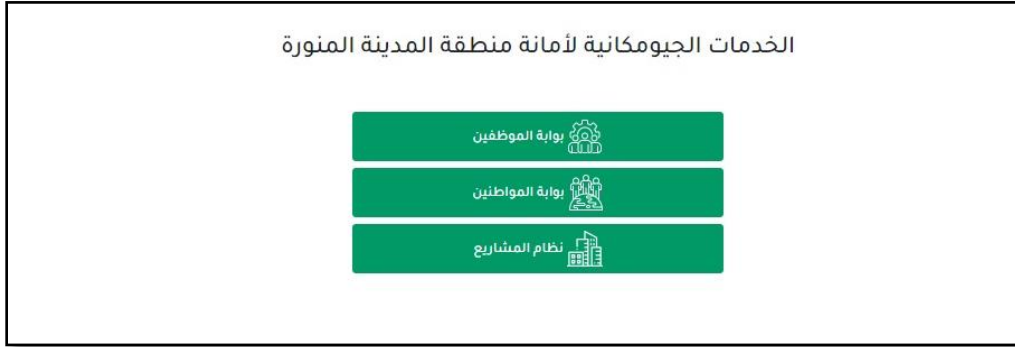 الخدمات الجيومكانية لأمانة منطقة المدينة المنورة
بوابة الموظفين
بوابة المواطنين
نظام المشاريع